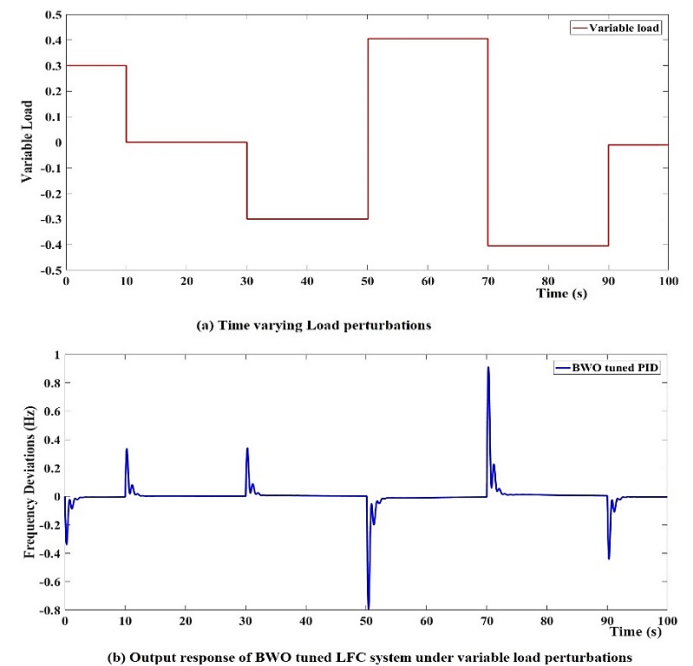 0.5
0.4
0.3
0.2
0.1
0
-0.1
-0.2
-0.3
-0.4
-0.5
Variable Load
Variable load
0 10 20 30 40 50 60 70 80 90 100
Time (s)
(a) Time varying Load perturbations
1
0.8
0.6
0.4
0.2
0
-0.2
-0.4
-0.6
-0.8
Frequency Deviations (Hz)
BWO tuned PID
0 10 20 30 40 50 60 70 80 90 100
Time (s)
(b) Output response of BWO tuned LFC system under variable load perturbations